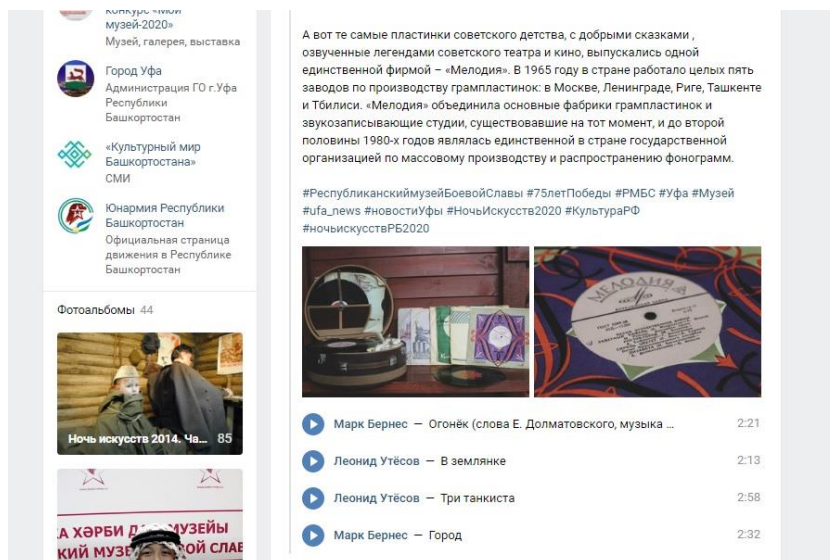 конкурс «Мой
музей-2020»
Музей, галерея, выставка
Город Уфа
Администрация ГО г.Уфа
Республики
Башкортостан
«Культурный мир
Башкортостана»
СМИ
Юнармия Республики
Башкортостан
Официальная страница
движения в Республике
Башкортостан
Фотоальбомы 44
Ночь искусств 2014. Ча... 85
А ХӘРБИ ДАН МУЗЕЙЫ
КИЙ МУЗЕ ВОЙ СЛАВ
А вот те самые пластинки советского детства, с добрыми сказками ,
озвученные легендами советского театра и кино, выпускались одной
единственной фирмой – «Мелодия». В 1965 году в стране работало целых пять
заводов по производству грампластинок: в Москве, Ленинграде, Риге, Ташкенте
и Тбилиси. «Мелодия» объединила основные фабрики грампластинок и
звукозаписывающие студии, существовавшие на тот момент, и до второй
половины 1980-х годов являлась единственной в стране государственной
организацией по массовому производству и распространению фонограмм.
#РеспубликанскиймузейБоевойСлавы #75летПобеды #РМБС #Уфа #Музей
#ufa_news #новостиУфы #НочьИскусств2020 #КультураРФ
#ночьискусствРБ2020
МЕЛОДИЯ
Марк Бернес — Огонёк (слова Е. Долматовского, музыка ... 2:21
Леонид Утёсов — В землянке 2:13
Леонид Утёсов — Три танкиста 2:58
Марк Бернес — Город 2:32